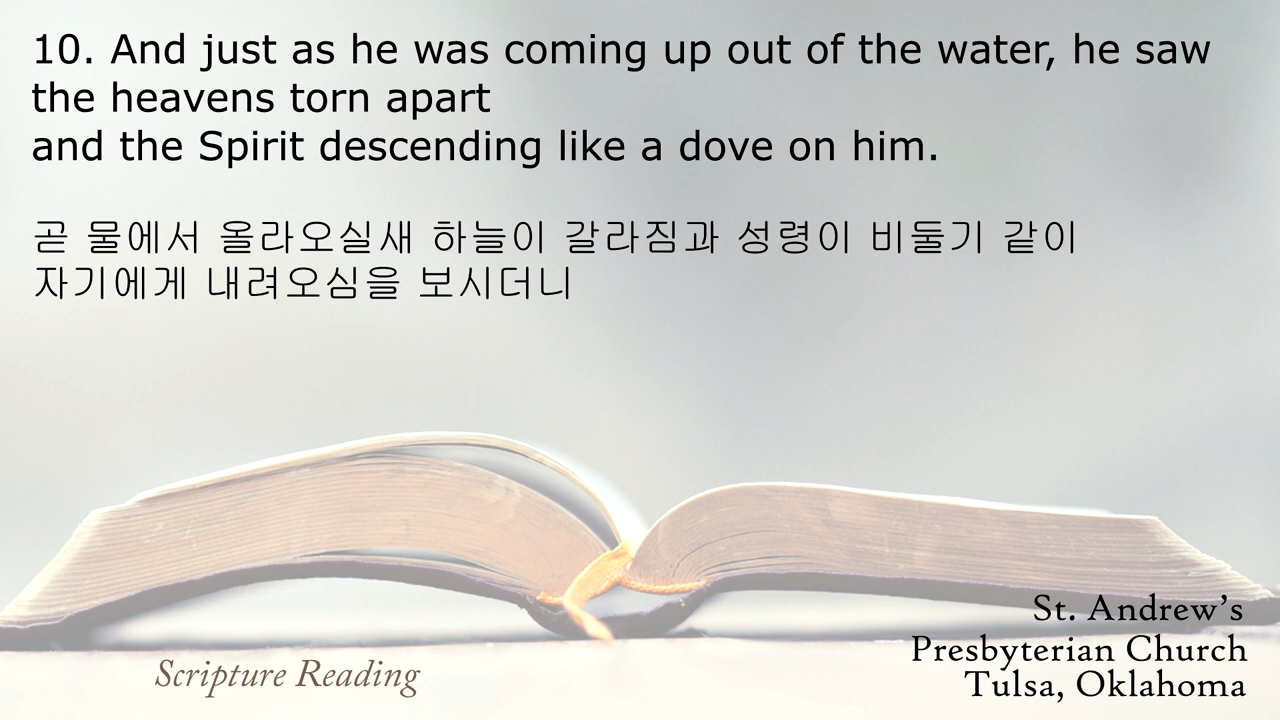 10. And just as he was coming up out of the water, he saw
the heavens torn apart
and the Spirit descending like a dove on him.
곧 물에서 올라오실새 하늘이 갈라짐과 성령이 비둘기 같이
자기에게 내려오심을 보시더니
St. Andrew’s
Presbyterian Church
Tulsa, Oklahoma
Scripture Reading